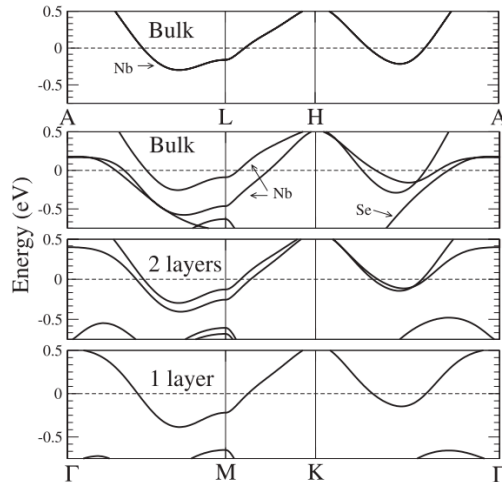 0.5
Bulk
0
Nb
-0.5
A
L
H
A
0.5
Bulk
0
Nb
-0.5
Se
0.5
2 layers
0
-0.5
0.5
1 layer
0
-0.5
Γ
M
K
Γ
Energy (eV)